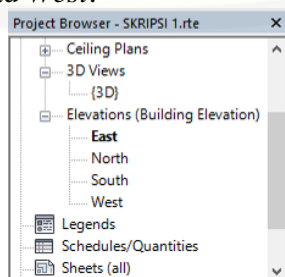 West.
Project Browser - SKRIPSI 1.rte
Ceiling Plans
3D Views
{3D}
Elevations (Building Elevation)
East
North
South
West
Legends
Schedules/Quantities
Sheets (all)